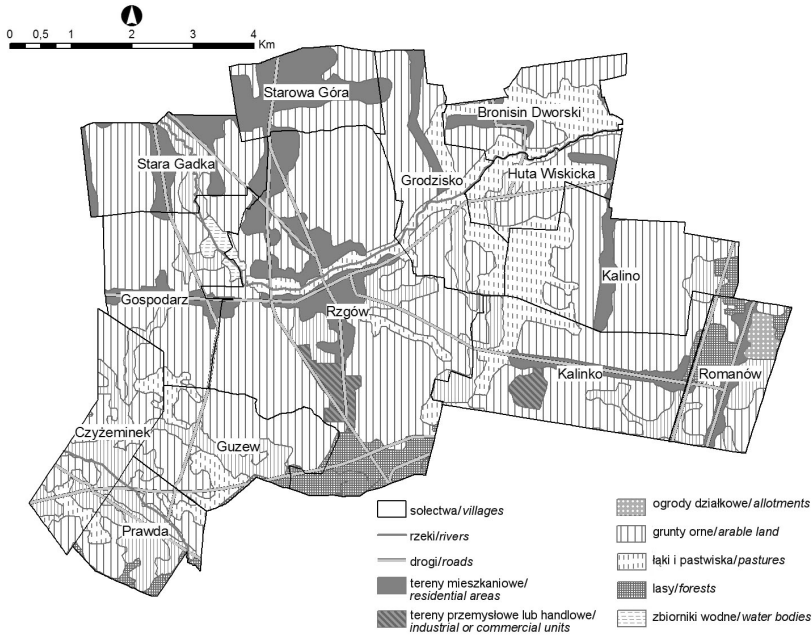 0 0,5 1 2 3 4
Km
Starowa Góra
Bronisin Dworski
Stara Gadka
Grodzisko
Huta Wiskicka
Kalino
Gospodarz
Rzgów
Kalinko
Romanów
Czyżeminek
Guzew
Prawda
sołectwa/villages
rzeki/rivers
drogi/roads
tereny mieszkaniowe/
residential areas
tereny przemysłowe lub handlowe/
industrial or commercial units
ogrody działkowe/allotments
grunty orne/arable land
łąki i pastwiska/pastures
lasy/forests
zbiorniki wodne/water bodies